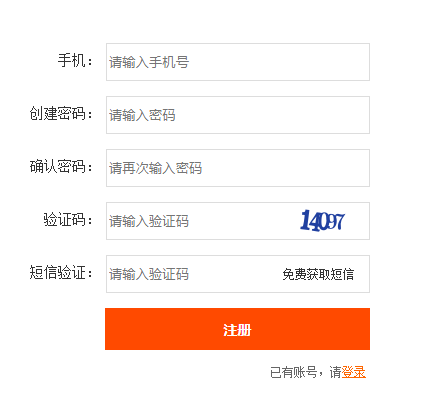 手机： 请输入手机号
创建密码： 请输入密码
确认密码： 请再次输入密码
验证码： 请输入验证码 14097
短信验证： 请输入验证码 免费获取短信
注册
已有账号，请登录